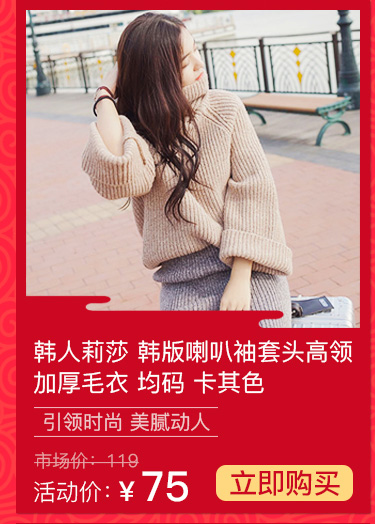 韩人莉莎 韩版喇叭袖套头高领
加厚毛衣 均码 卡其色
引领时尚 美腻动人
市场价：119
活动价：¥75
立即购买